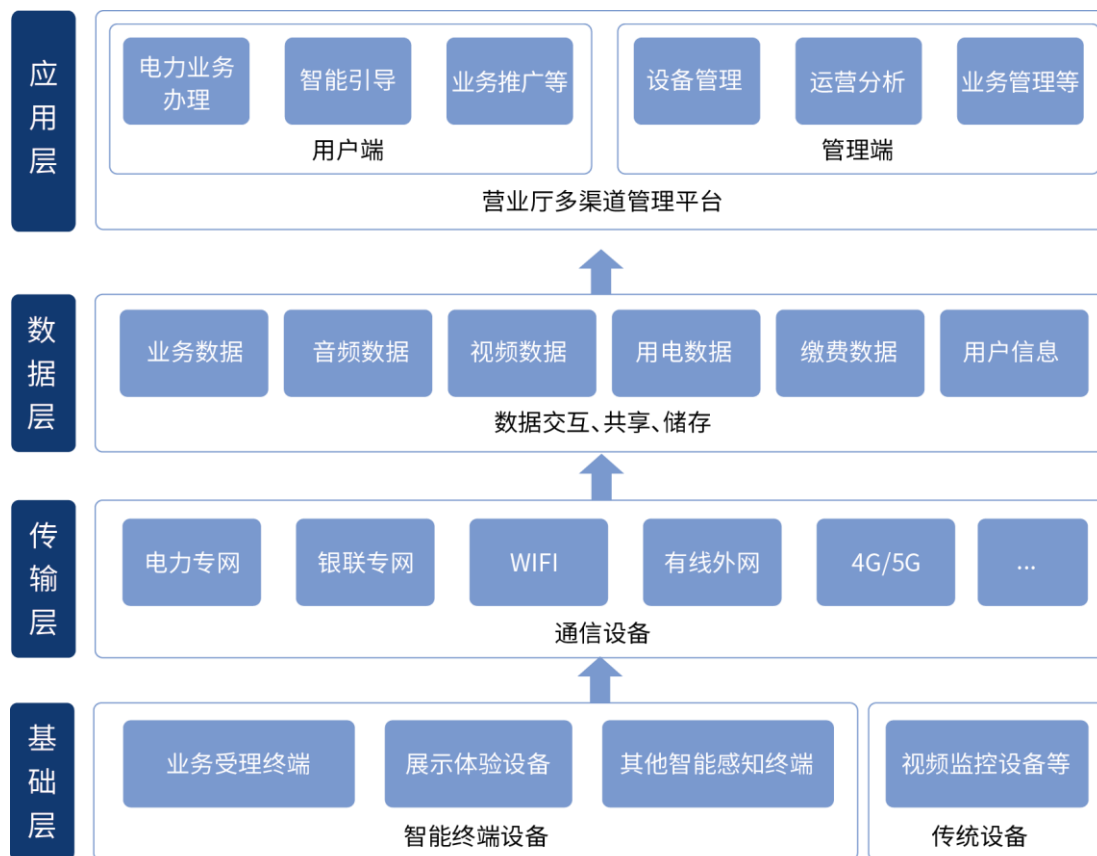 应用层
电力业务
办理
智能引导
业务推广等
用户端
设备管理
运营分析
业务管理等
管理端
营业厅多渠道管理平台
数据层
业务数据
音频数据
视频数据
用电数据
缴费数据
用户信息
数据交互、共享、储存
传输层
电力专网
银联专网
WIFI
有线外网
4G/5G
...
通信设备
基础层
业务受理终端
展示体验设备
其他智能感知终端
智能终端设备
视频监控设备等
传统设备